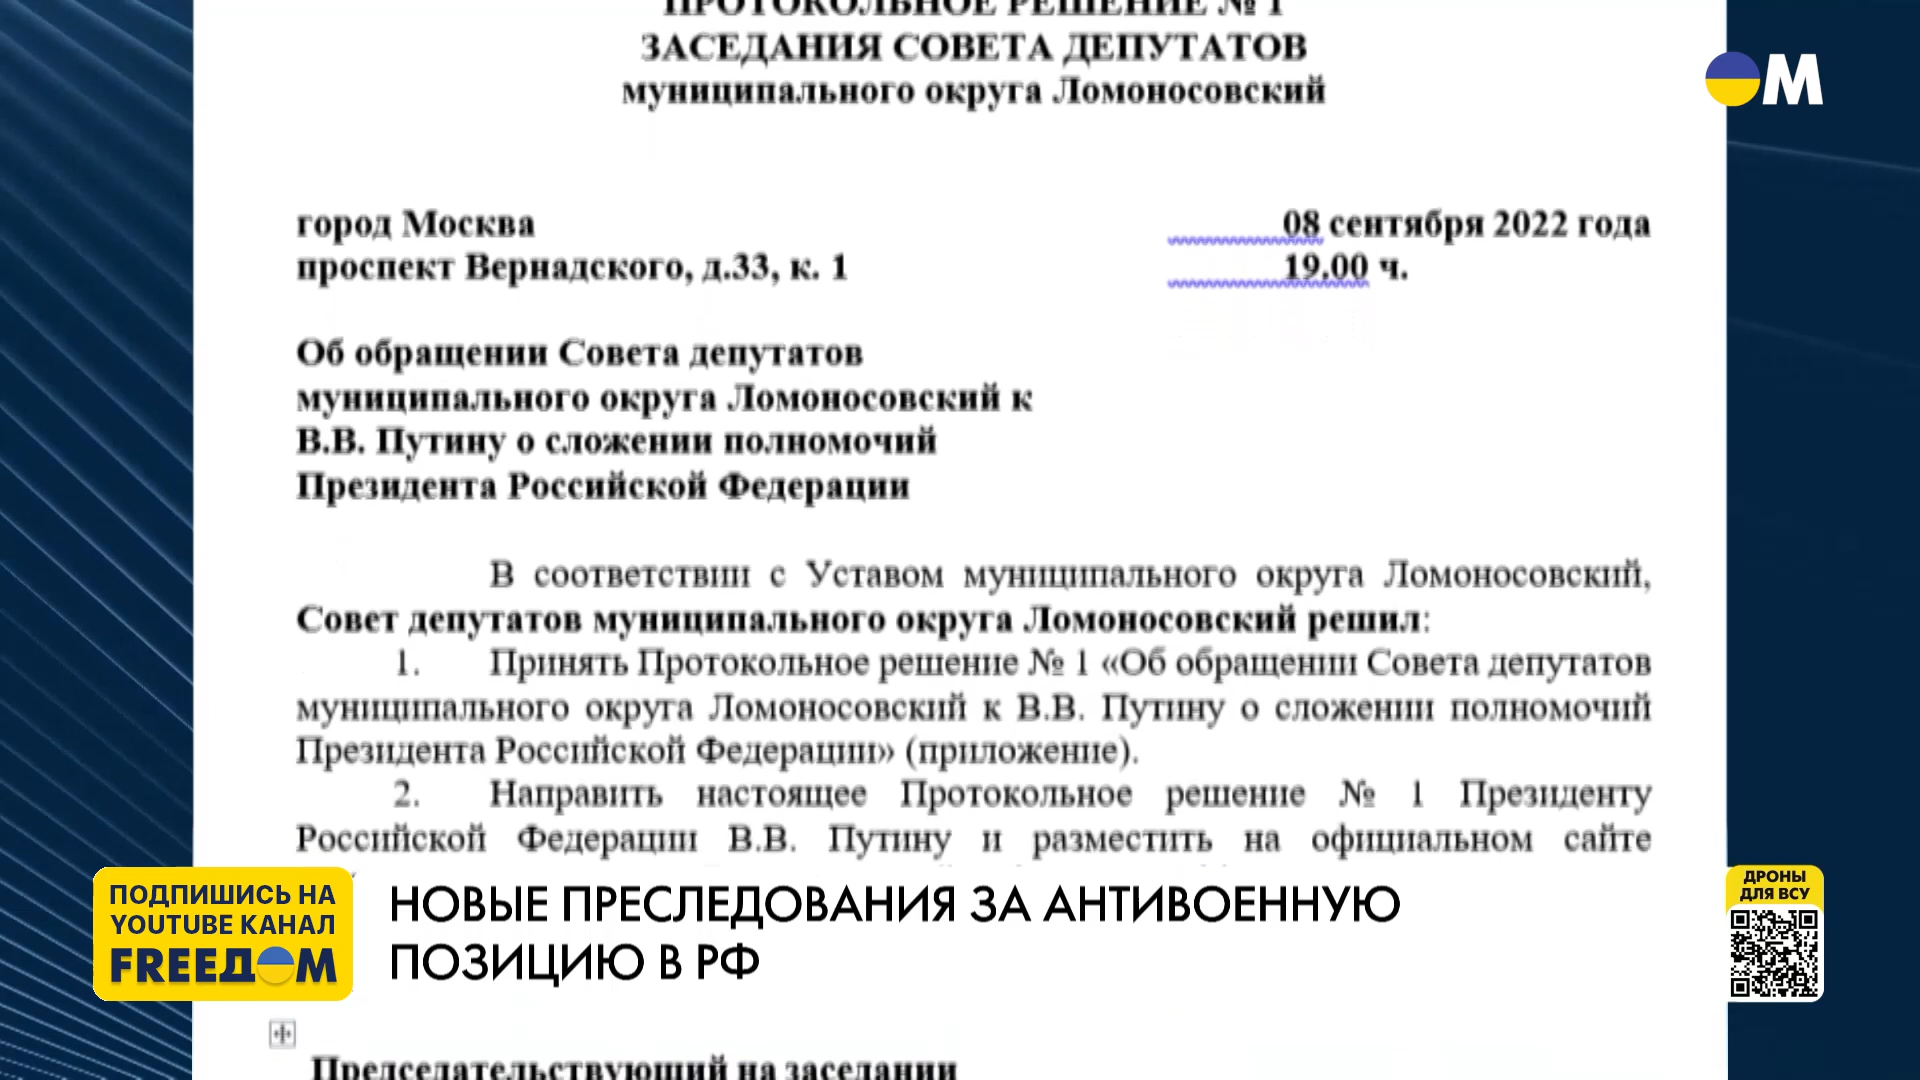 ПРОТОКОЛЬНОЕ РЕШЕНИЕ № 1
ЗАСЕДАНИЯ СОВЕТА ДЕПУТАТОВ
муниципального округа Ломоносовский
М
город Москва 08 сентября 2022 года
проспект Вернадского, д.33, к. 1 19.00 ч.
Об обращении Совета депутатов
муниципального округа Ломоносовский к
В.В. Путину о сложении полномочий
Президента Российской Федерации
В соответствии с Уставом муниципального округа Ломоносовский,
Совет депутатов муниципального округа Ломоносовский решил:
1. Принять Протокольное решение № 1 «Об обращении Совета депутатов
муниципального округа Ломоносовский к В.В. Путину о сложении полномочий
Президента Российской Федерации» (приложение).
2. Направить настоящее Протокольное решение № 1 Президенту
Российской Федерации В.В. Путину и разместить на официальном сайте
ПОДПИШИСЬ НА
YOUTUBE КАНАЛ
FREEДОМ
НОВЫЕ ПРЕСЛЕДОВАНИЯ ЗА АНТИВОЕННУЮ
ПОЗИЦИЮ В РФ
ДРОНЫ
ДЛЯ ВСУ
Председательствующий на заседании